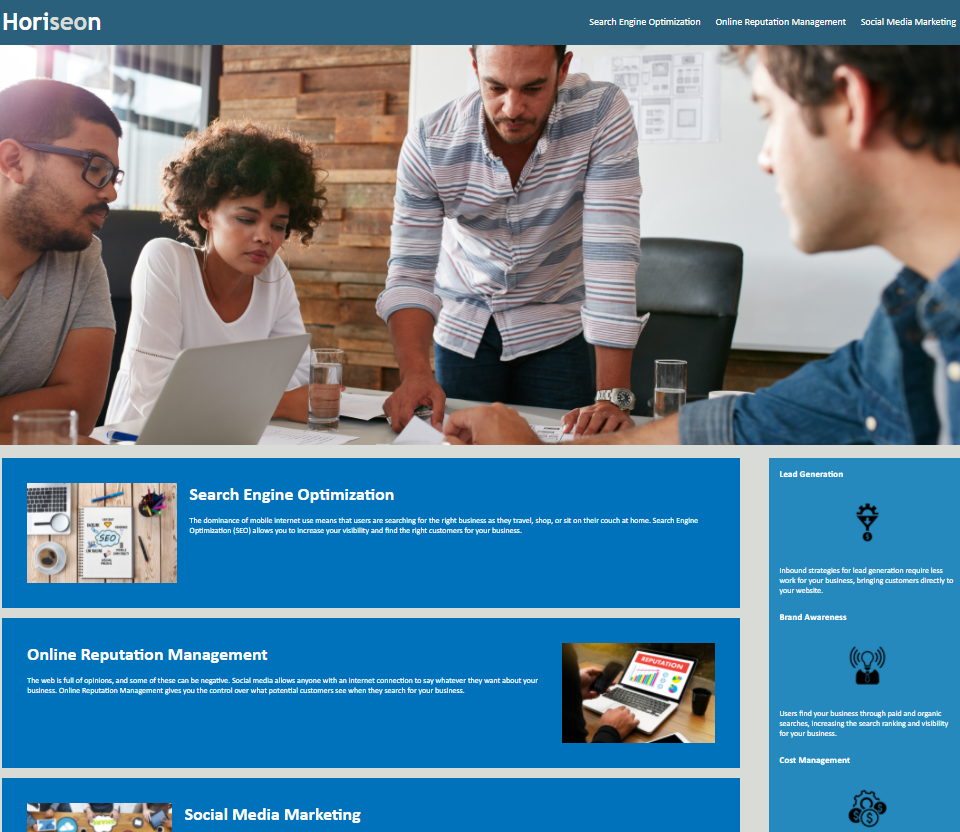 Horiseon
Search Engine Optimization
Online Reputation Management
Social Media Marketing
Search Engine Optimization
The dominance of mobile internet use means that users are searching for the right business as they travel, shop, or sit on their couch at home. Search Engine
Optimization (SEO) allows you to increase your visibility and find the right customers for your business.
SEO
Online Reputation Management
The web is full of opinions, and some of these can be negative. Social media allows anyone with an internet connection to say whatever they want about your
business. Online Reputation Management gives you the control over what potential customers see when they search for your business.
REPUTATION
Social Media Marketing
Lead Generation
Inbound strategies for lead generation require less
work for your business, bringing customers directly to
your website.
Brand Awareness
Users find your business through paid and organic
searches, increasing the search ranking and visibility
for your business.
Cost Management